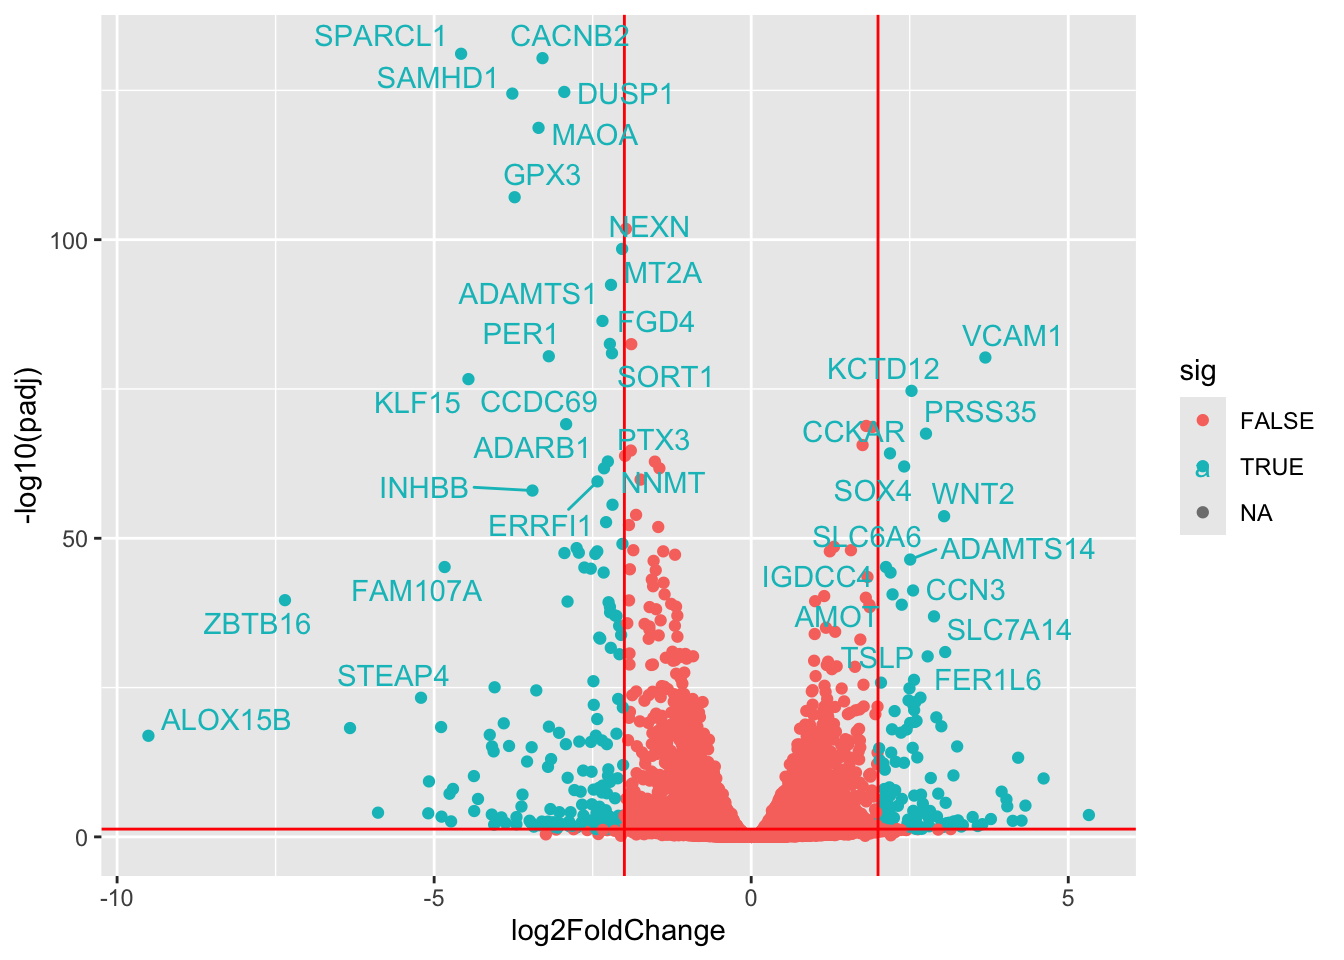 SPARCL1
CACNB2
SAMHD1
DUSP1
MAOA
GPX3
NEXN
100
MT2A
ADAMTS1
FGD4
PER1
VCAM1
KCTD12
SORT1
KLF15
CCDC69
PRSS35
CCKAR
PTX3
ADARB1
INHBB
NNMT
SOX4
WNT2
ERRFI1
SLC6A6
50
ADAMTS14
IGDCC4
FAM107A
CCN3
AMOT
ZBTB16
SLC7A14
TSLP
STEAP4
FER1L6
ALOX15B
0
-10
-5
0
5
log2FoldChange
-log10(padj)
sig
FALSE
a TRUE
NA